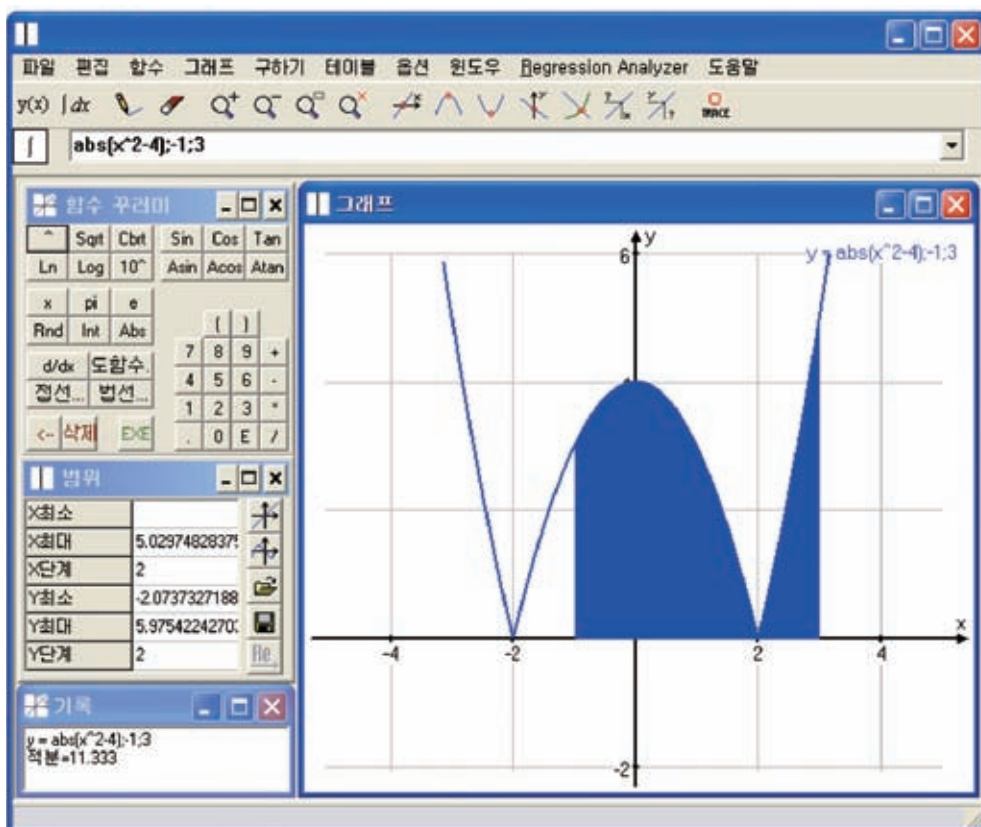 파일 편집 함수 그래프 구하기 테이블 옵션 윈도우 Regression Analyzer 도움말
y(x) ∫dx TRACE
∫ abs(x^2-4);-1;3
함수 꾸러미
^ Sqrt Cbrt Sin Cos Tan
Ln Log 10^ Asin Acos Atan
x pi e
Rnd Int Abs
( )
7 8 9 +
d/dx 도함수.
4 5 6 -
접선... 법선...
1 2 3 *
<- 삭제 EXE
. 0 E /
범위
X최소
X최대 5.0297482837
X단계 2
Y최소 -2.0737327188
Y최대 5.9754224270
Y단계 2
Re
기록
y = abs(x^2-4);-1;3
적분=11.333
그래프
y
6
y = abs(x^2-4);-1;3
x
-4 -2 2 4
-2